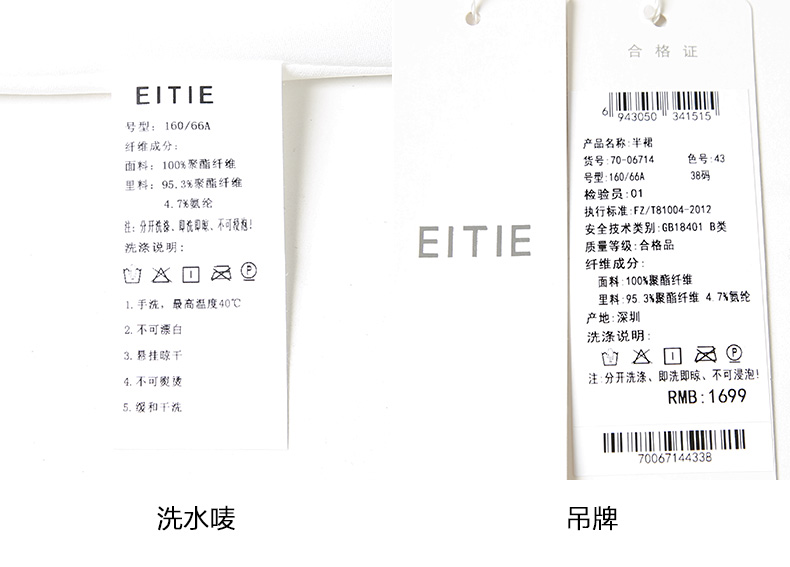 EITIE
号型: 160/66A
纤维成分:
面料: 100%聚酯纤维
里料: 95.3%聚酯纤维
4.7%氨纶
注: 分开洗涤、即洗即晾、不可浸泡!
洗涤说明:
1.手洗，最高温度40℃
2.不可漂白
3.悬挂晾干
4.不可熨烫
5.缓和干洗
洗水唛
EITIE
合格证
6 943050 341515
产品名称:半裙
货号:70-06714 色号:43
号型:160/66A 38码
检验员:01
执行标准:FZ/T81004-2012
安全技术类别:GB18401 B类
质量等级:合格品
纤维成分:
面料:100%聚酯纤维
里料:95.3%聚酯纤维 4.7%氨纶
产地:深圳
洗涤说明:
注:分开洗涤、即洗即晾、不可浸泡!
RMB:1699
70067144338
吊牌